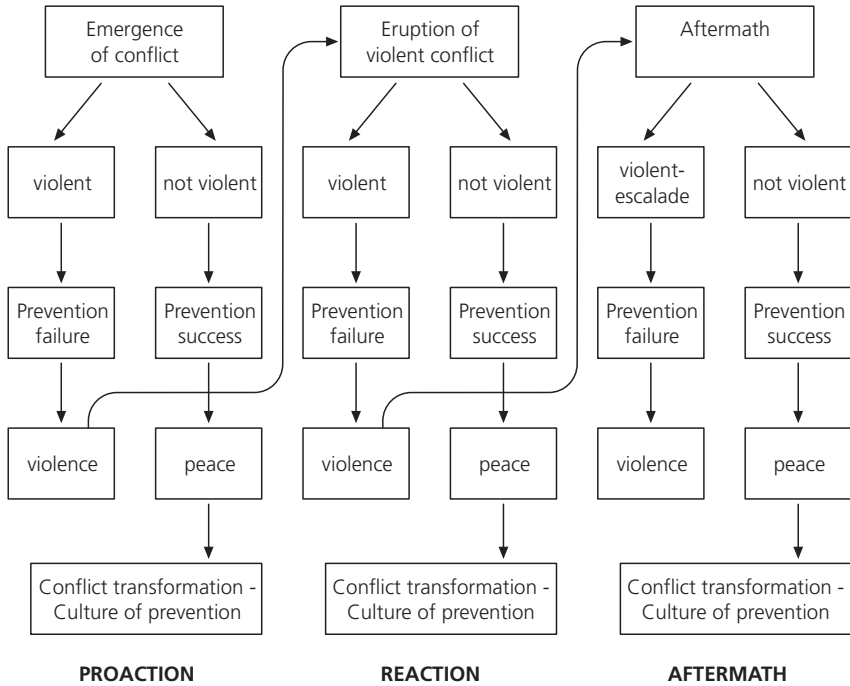 Emergence
of conflict
violent
not violent
Prevention
failure
Prevention
success
violence
peace
Conflict transformation -
Culture of prevention
PROACTION
Eruption of
violent conflict
violent
not violent
Prevention
failure
Prevention
success
violence
peace
Conflict transformation -
Culture of prevention
REACTION
Aftermath
violent-
escalade
not violent
Prevention
failure
Prevention
success
violence
peace
Conflict transformation -
Culture of prevention
AFTERMATH